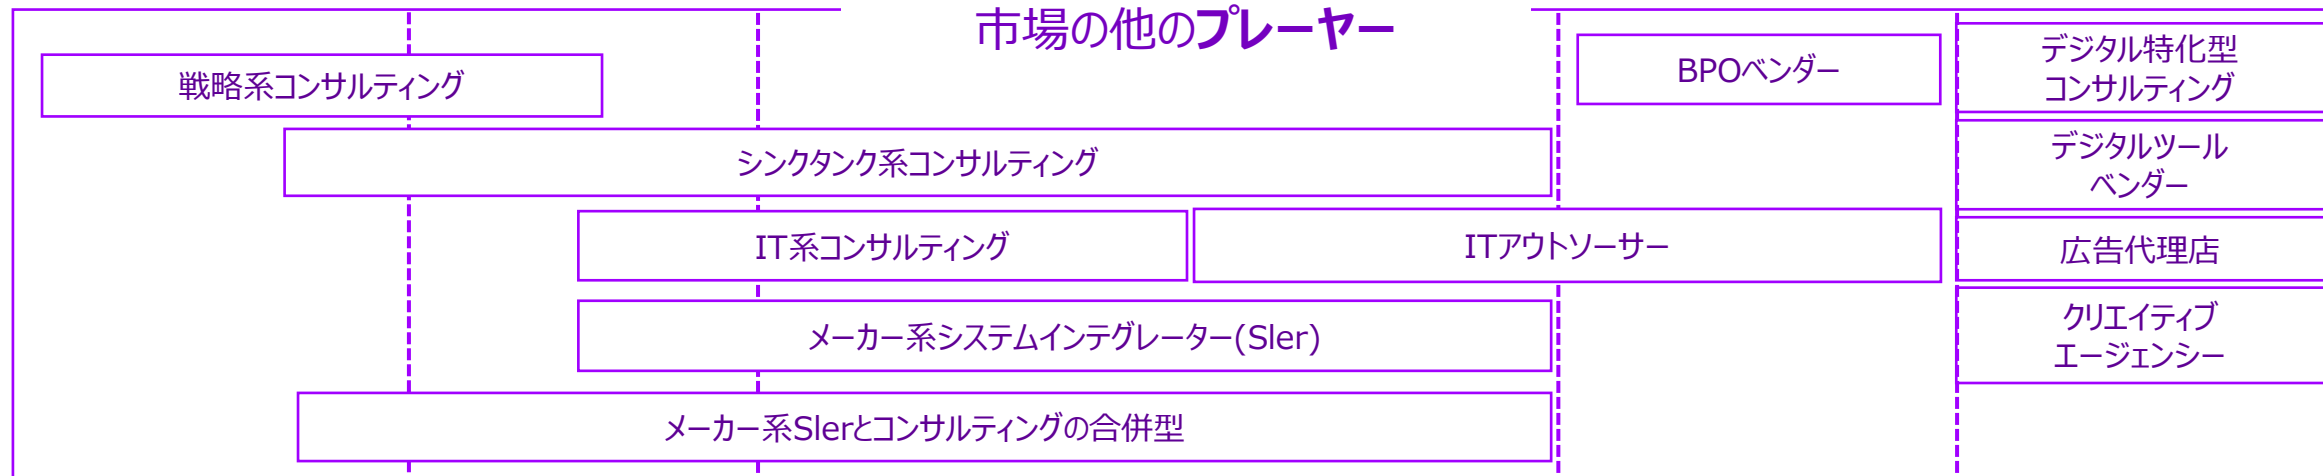 市場の他のプレーヤー
戦略系コンサルティング
BPOベンダー
デジタル特化型
コンサルティング
シンクタンク系コンサルティング
デジタルツール
ベンダー
IT系コンサルティング
ITアウトソーサー
広告代理店
メーカー系システムインテグレーター(Sler)
クリエイティブ
エージェンシー
メーカー系Slerとコンサルティングの合併型